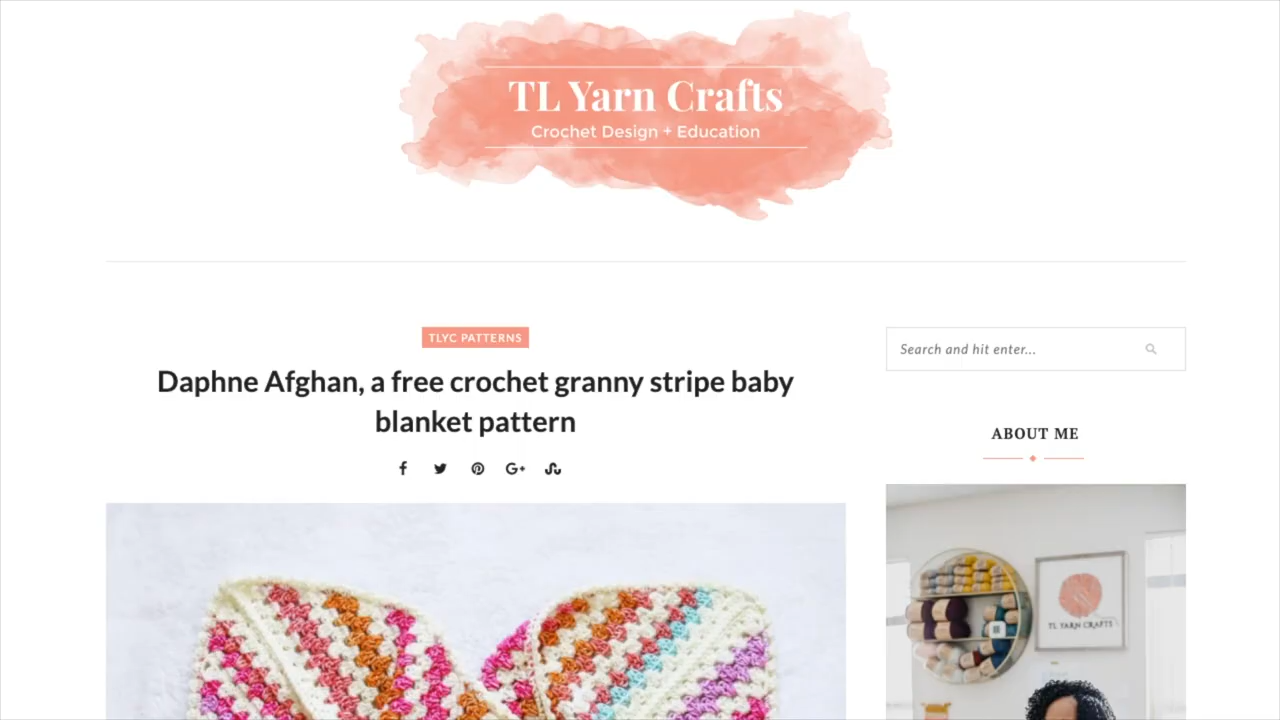 TL Yarn Crafts
Crochet Design + Education
TLYC PATTERNS
Daphne Afghan, a free crochet granny stripe baby
blanket pattern
Search and hit enter...
ABOUT ME
TL YARN CRAFTS